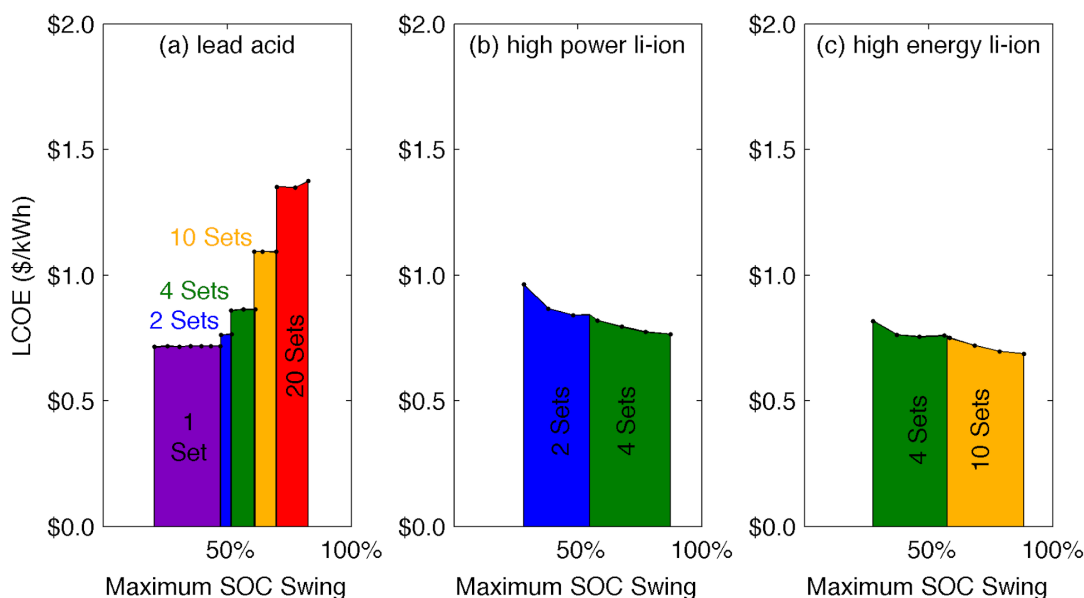 LCOE ($/kWh)
$2.0
$1.5
$1.0
$0.5
$0.0
(a) lead acid
10 Sets
4 Sets
2 Sets
1
Set
20 Sets
50%
100%
Maximum SOC Swing
$2.0
$1.5
$1.0
$0.5
$0.0
(b) high power li-ion
2 Sets
4 Sets
50%
100%
Maximum SOC Swing
$2.0
$1.5
$1.0
$0.5
$0.0
(c) high energy li-ion
4 Sets
10 Sets
50%
100%
Maximum SOC Swing